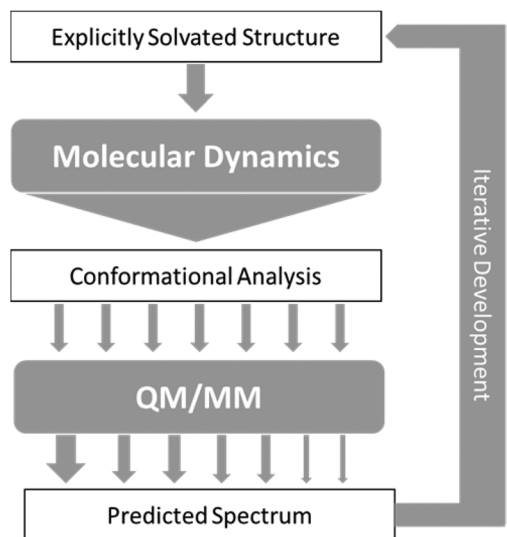 Explicitly Solvated Structure
Molecular Dynamics
Conformational Analysis
QM/MM
Predicted Spectrum
Iterative Development